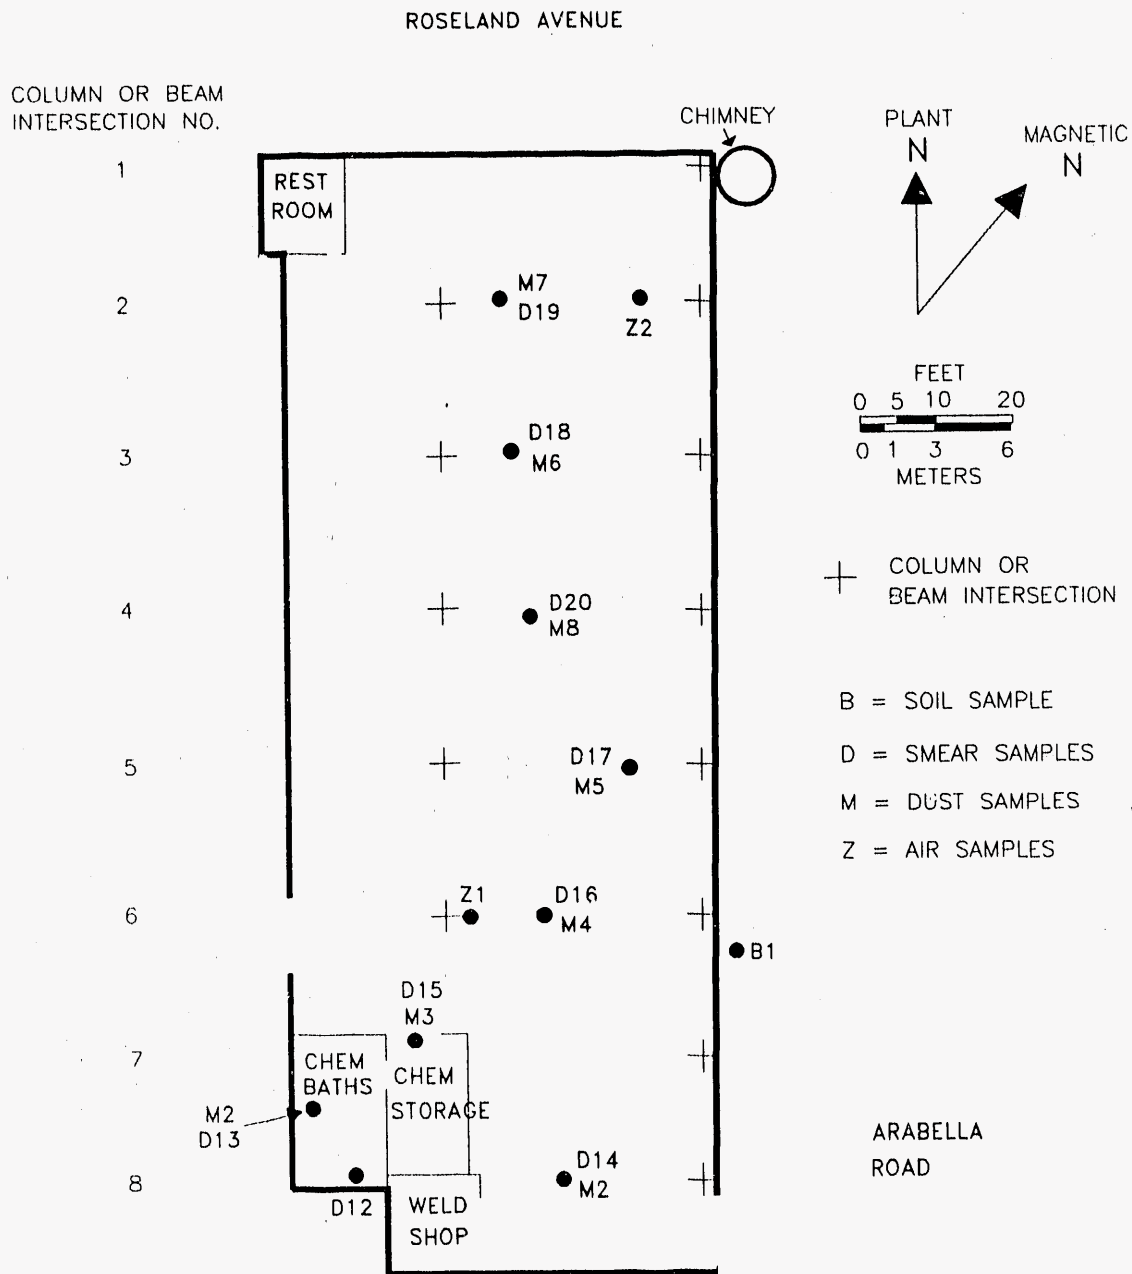 ROSELAND AVENUE
COLUMN OR BEAM
INTERSECTION NO.
CHIMNEY
PLANT
N
MAGNETIC
N
1
REST
ROOM
2
M7
D19
Z2
FEET
0 5 10 20
0 1 3 6
METERS
3
D18
M6
COLUMN OR
BEAM INTERSECTION
4
D20
M8
B = SOIL SAMPLE
D = SMEAR SAMPLES
M = DUST SAMPLES
Z = AIR SAMPLES
5
D17
M5
6
Z1
D16
M4
B1
D15
M3
7
CHEM
BATHS
CHEM
STORAGE
M2
D13
ARABELLA
ROAD
8
D14
M2
D12
WELD
SHOP